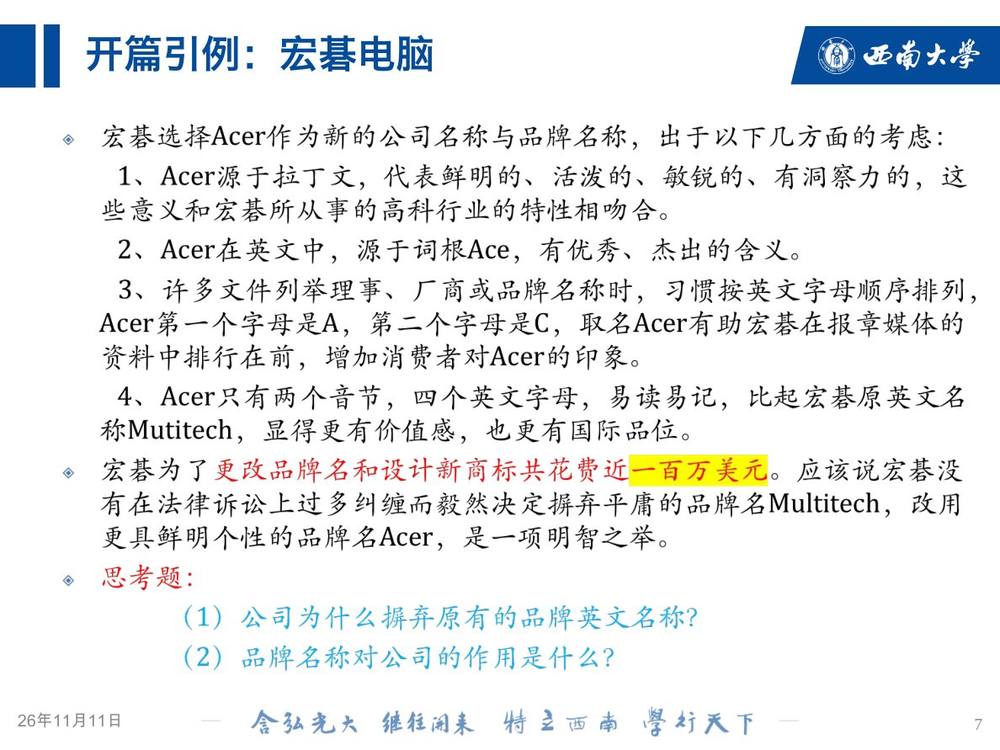 开篇引例：宏碁电脑
西南大学
宏碁选择Acer作为新的公司名称与品牌名称，出于以下几方面的考虑：
1、Acer源于拉丁文，代表鲜明的、活泼的、敏锐的、有洞察力的，这
些意义和宏碁所从事的高科行业的特性相吻合。
2、Acer在英文中，源于词根Ace，有优秀、杰出的含义。
3、许多文件列举理事、厂商或品牌名称时，习惯按英文字母顺序排列，
Acer第一个字母是A，第二个字母是C，取名Acer有助宏碁在报章媒体的
资料中排行在前，增加消费者对Acer的印象。
4、Acer只有两个音节，四个英文字母，易读易记，比起宏碁原英文名
称Mutitech，显得更有价值感，也更有国际品位。
宏碁为了更改品牌名和设计新商标共花费近一百万美元。应该说宏碁没
有在法律诉讼上过多纠缠而毅然决定摒弃平庸的品牌名Multitech，改用
更具鲜明个性的品牌名Acer，是一项明智之举。
思考题：
（1）公司为什么摒弃原有的品牌英文名称？
（2）品牌名称对公司的作用是什么？
26年11月11日
含弘光大 继往开来 特立西南 学行天下
7